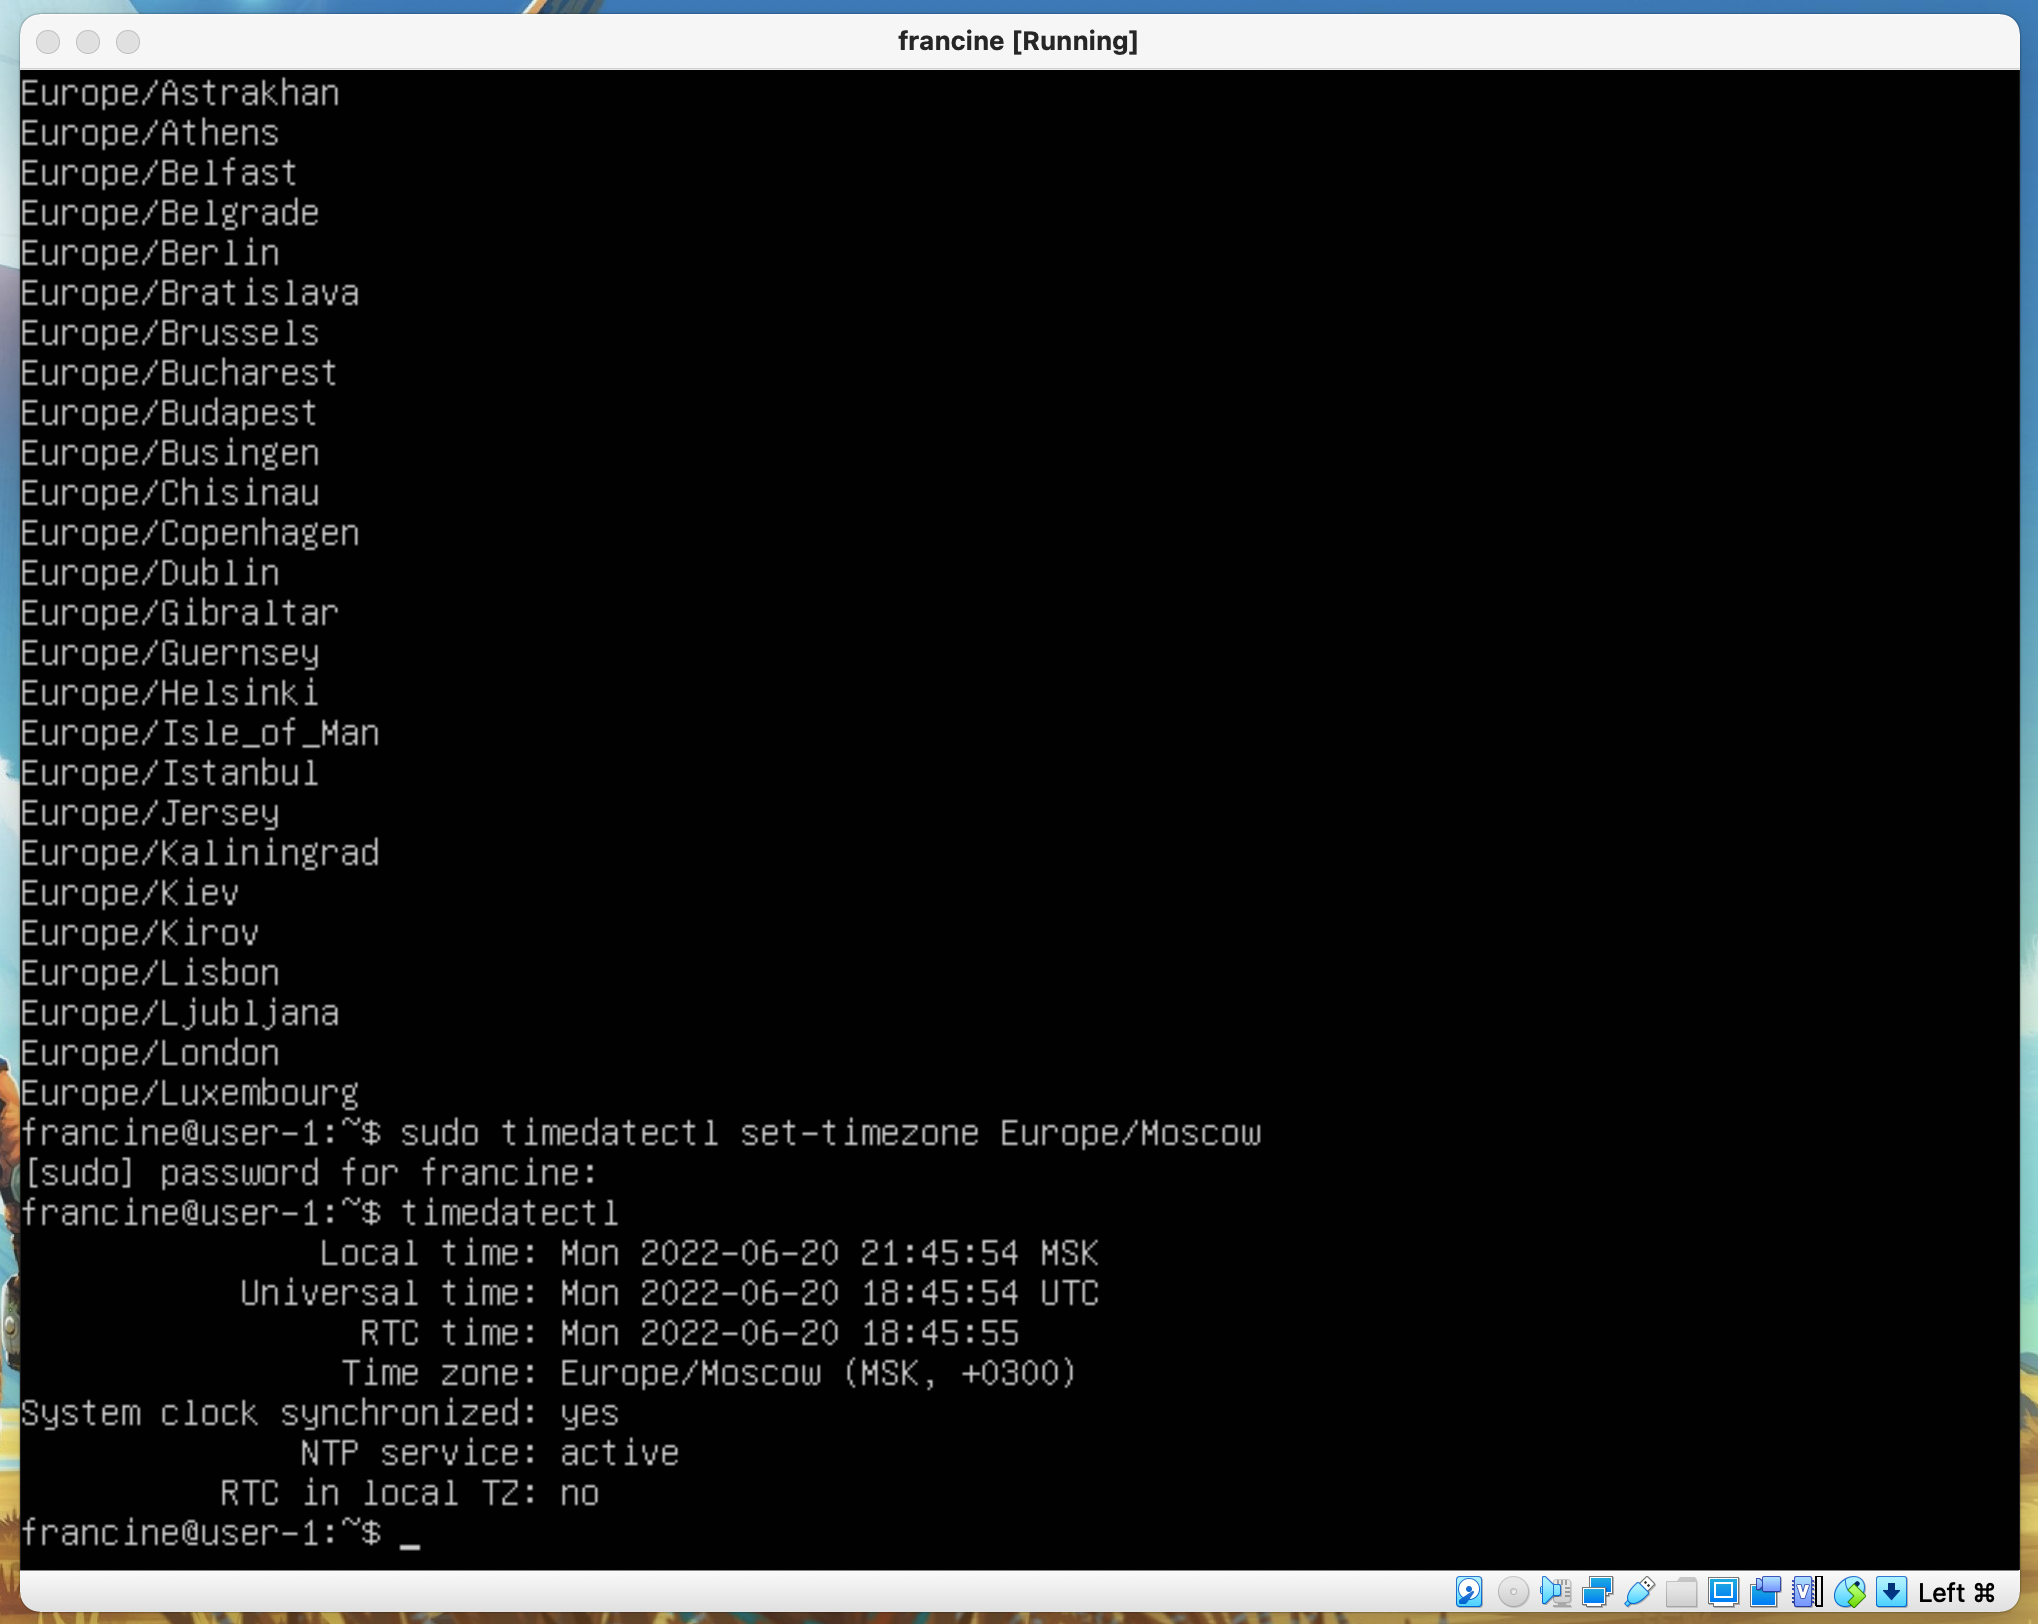 francine [Running]
Europe/Astrakhan
Europe/Athens
Europe/Belfast
Europe/Belgrade
Europe/Berlin
Europe/Bratislava
Europe/Brussels
Europe/Bucharest
Europe/Budapest
Europe/Busingen
Europe/Chisinau
Europe/Copenhagen
Europe/Dublin
Europe/Gibraltar
Europe/Guernsey
Europe/Helsinki
Europe/Isle_of_Man
Europe/Istanbul
Europe/Jersey
Europe/Kaliningrad
Europe/Kiev
Europe/Kirov
Europe/Lisbon
Europe/Ljubljana
Europe/London
Europe/Luxembourg
francine@user-1:~$ sudo timedatectl set-timezone Europe/Moscow
[sudo] password for francine:
francine@user-1:~$ timedatectl
Local time: Mon 2022-06-20 21:45:54 MSK
Universal time: Mon 2022-06-20 18:45:54 UTC
RTC time: Mon 2022-06-20 18:45:55
Time zone: Europe/Moscow (MSK, +0300)
System clock synchronized: yes
NTP service: active
RTC in local TZ: no
francine@user-1:~$ _
Left ⌘